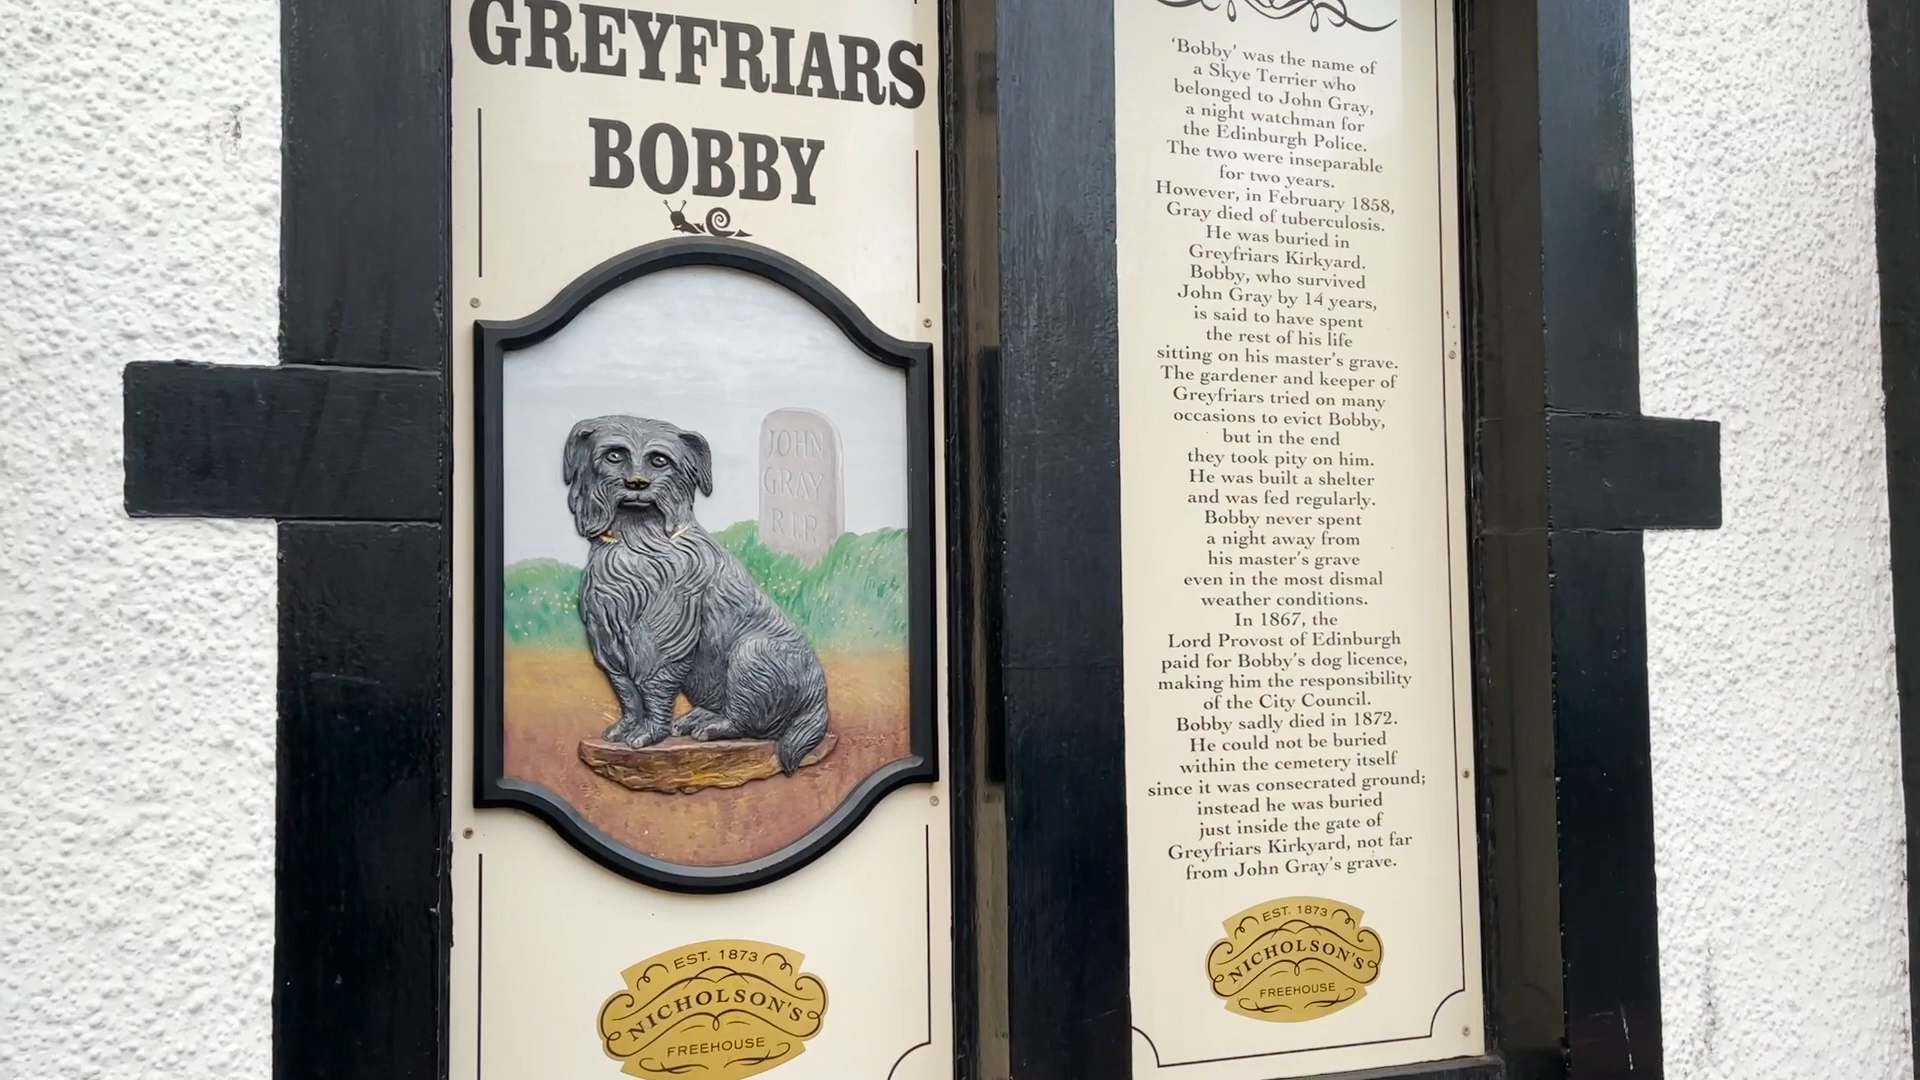 GREYFRIARS
BOBBY
JOHN
GRAY
R.I.P.
EST. 1873
NICHOLSON'S
FREEHOUSE
'Bobby' was the name of
a Skye Terrier who
belonged to John Gray,
a night watchman for
the Edinburgh Police.
The two were inseparable
for two years.
However, in February 1858,
Gray died of tuberculosis.
He was buried in
Greyfriars Kirkyard.
Bobby, who survived
John Gray by 14 years,
is said to have spent
the rest of his life
sitting on his master's grave.
The gardener and keeper of
Greyfriars tried on many
occasions to evict Bobby,
but in the end
they took pity on him.
He was built a shelter
and was fed regularly.
Bobby never spent
a night away from
his master's grave
even in the most dismal
weather conditions.
In 1867, the
Lord Provost of Edinburgh
paid for Bobby's dog licence,
making him the responsibility
of the City Council.
Bobby sadly died in 1872.
He could not be buried
within the cemetery itself
since it was consecrated ground;
instead he was buried
just inside the gate of
Greyfriars Kirkyard, not far
from John Gray's grave.
EST. 1873
NICHOLSON'S
FREEHOUSE